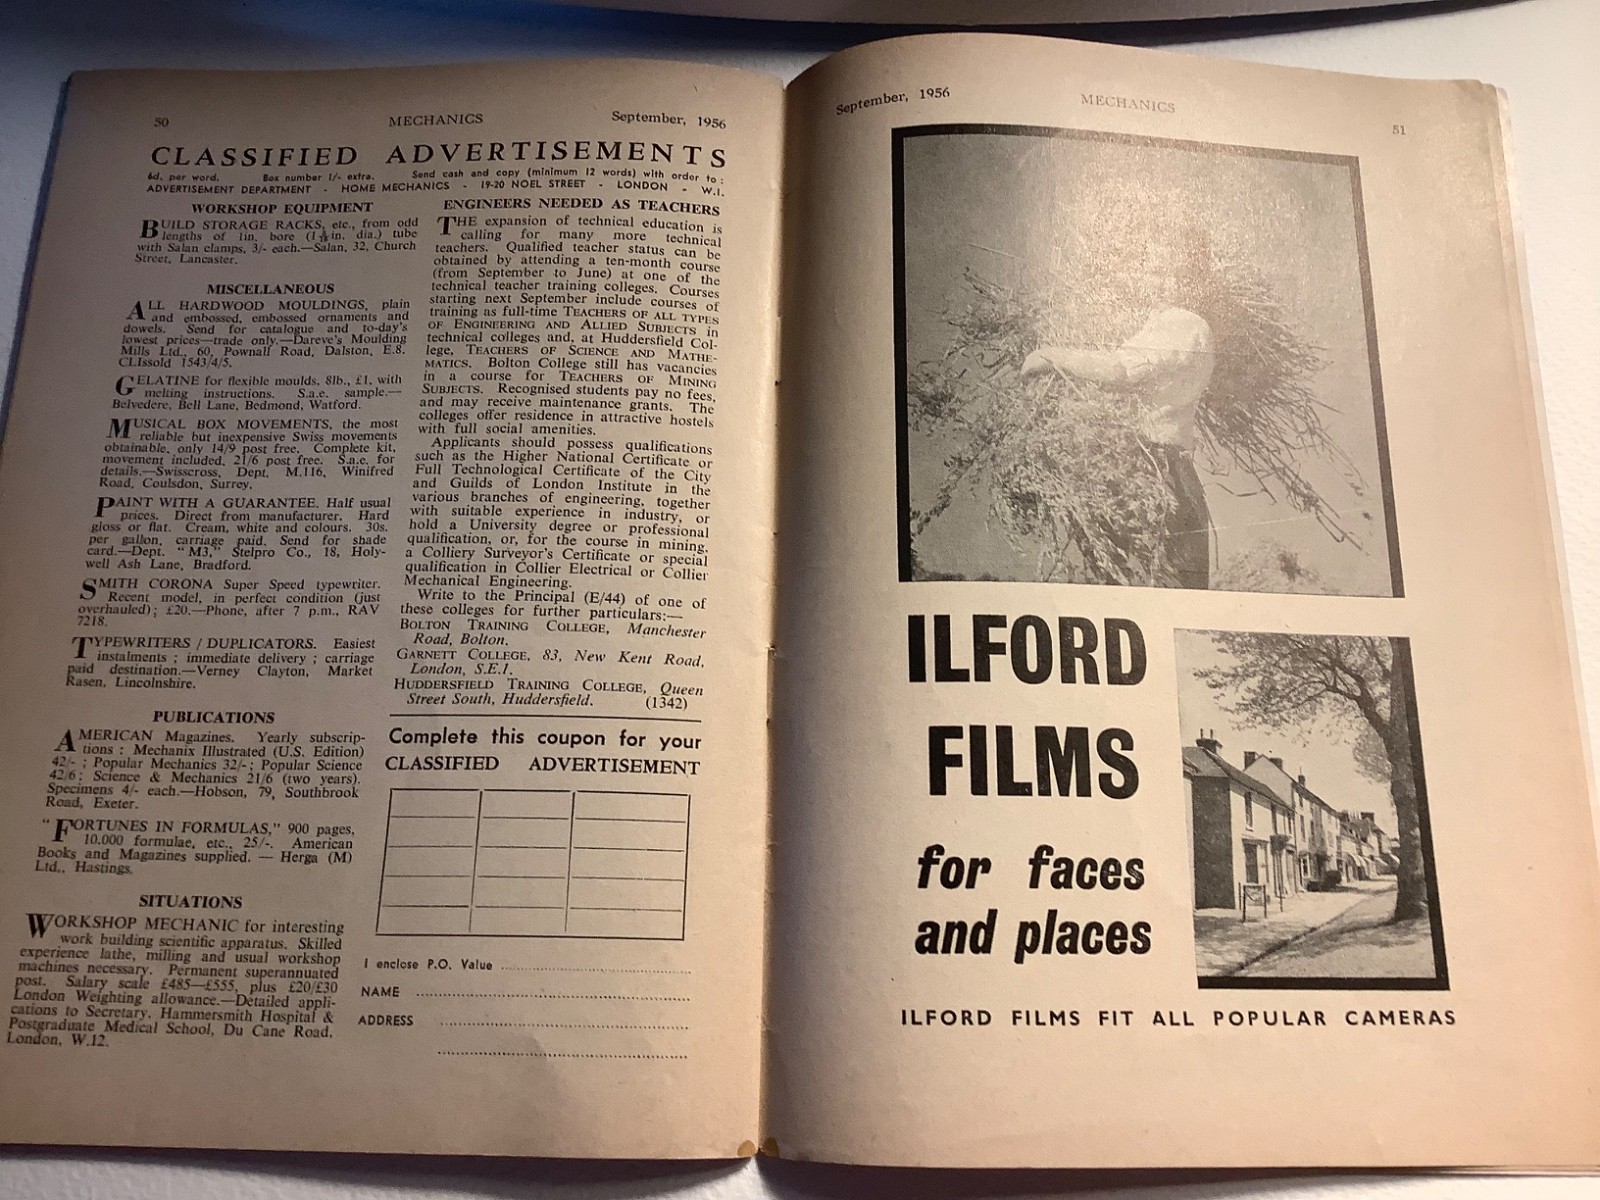 50 MECHANICS September, 1956
CLASSIFIED ADVERTISEMENTS
6d. per word. Box number 1/- extra. Send cash and copy (minimum 12 words) with order to :
ADVERTISEMENT DEPARTMENT - HOME MECHANICS - 19-20 NOEL STREET - LONDON - W.I.
WORKSHOP EQUIPMENT
BUILD STORAGE RACKS, etc., from odd
lengths of 1in. bore (1 5/16in. dia.) tube
with Salan clamps, 3/- each.—Salan, 32, Church
Street, Lancaster.
MISCELLANEOUS
ALL HARDWOOD MOULDINGS, plain
and embossed, embossed ornaments and
dowels. Send for catalogue and to-day's
lowest prices—trade only.—Dareve's Moulding
Mills Ltd., 60, Pownall Road, Dalston, E.8.
CLIssold 1543/4/5.
GELATINE for flexible moulds. 8lb., £1, with
melting instructions. S.a.e. sample.—
Belvedere, Bell Lane, Bedmond, Watford.
MUSICAL BOX MOVEMENTS, the most
reliable but inexpensive Swiss movements
obtainable, only 14/9 post free. Complete kit,
movement included, 21/6 post free. S.a.e. for
details.—Swisscross, Dept. M.116, Winifred
Road, Coulsdon, Surrey.
PAINT WITH A GUARANTEE. Half usual
prices. Direct from manufacturer. Hard
gloss or flat. Cream, white and colours. 30s.
per gallon, carriage paid. Send for shade
card.—Dept. "M3," Stelpro Co., 18, Holy-
well Ash Lane, Bradford.
SMITH CORONA Super Speed typewriter.
Recent model, in perfect condition (just
overhauled); £20.—Phone, after 7 p.m., RAV
7218.
TYPEWRITERS / DUPLICATORS. Easiest
instalments ; immediate delivery ; carriage
paid destination.—Verney Clayton, Market
Rasen, Lincolnshire.
PUBLICATIONS
AMERICAN Magazines. Yearly subscrip-
tions : Mechanix Illustrated (U.S. Edition)
42/- ; Popular Mechanics 32/- ; Popular Science
42/6 ; Science & Mechanics 21/6 (two years).
Specimens 4/- each.—Hobson, 79, Southbrook
Road, Exeter.
"FORTUNES IN FORMULAS," 900 pages,
10,000 formulae, etc., 25/-. American
Books and Magazines supplied. — Herga (M)
Ltd., Hastings.
SITUATIONS
WORKSHOP MECHANIC for interesting
work building scientific apparatus. Skilled
experience lathe, milling and usual workshop
machines necessary. Permanent superannuated
post. Salary scale £485—£555, plus £20/£30
London Weighting allowance.—Detailed appli-
cations to Secretary, Hammersmith Hospital &
Postgraduate Medical School, Du Cane Road,
London, W.12.
ENGINEERS NEEDED AS TEACHERS
THE expansion of technical education is
calling for many more technical
teachers. Qualified teacher status can be
obtained by attending a ten-month course
(from September to June) at one of the
technical teacher training colleges. Courses
starting next September include courses of
training as full-time TEACHERS OF ALL TYPES
OF ENGINEERING AND ALLIED SUBJECTS in
technical colleges and, at Huddersfield Col-
lege, TEACHERS OF SCIENCE AND MATHE-
MATICS. Bolton College still has vacancies
in a course for TEACHERS OF MINING
SUBJECTS. Recognised students pay no fees,
and may receive maintenance grants. The
colleges offer residence in attractive hostels
with full social amenities.
Applicants should possess qualifications
such as the Higher National Certificate or
Full Technological Certificate of the City
and Guilds of London Institute in the
various branches of engineering, together
with suitable experience in industry, or
hold a University degree or professional
qualification, or, for the course in mining,
a Colliery Surveyor's Certificate or special
qualification in Collier Electrical or Collier
Mechanical Engineering.
Write to the Principal (E/44) of one of
these colleges for further particulars:—
BOLTON TRAINING COLLEGE, Manchester
Road, Bolton.
GARNETT COLLEGE, 83, New Kent Road,
London, S.E.1.
HUDDERSFIELD TRAINING COLLEGE, Queen
Street South, Huddersfield. (1342)
Complete this coupon for your
CLASSIFIED ADVERTISEMENT
I enclose P.O. Value
NAME
ADDRESS
September, 1956 MECHANICS 51
ILFORD
FILMS
for faces
and places
ILFORD FILMS FIT ALL POPULAR CAMERAS